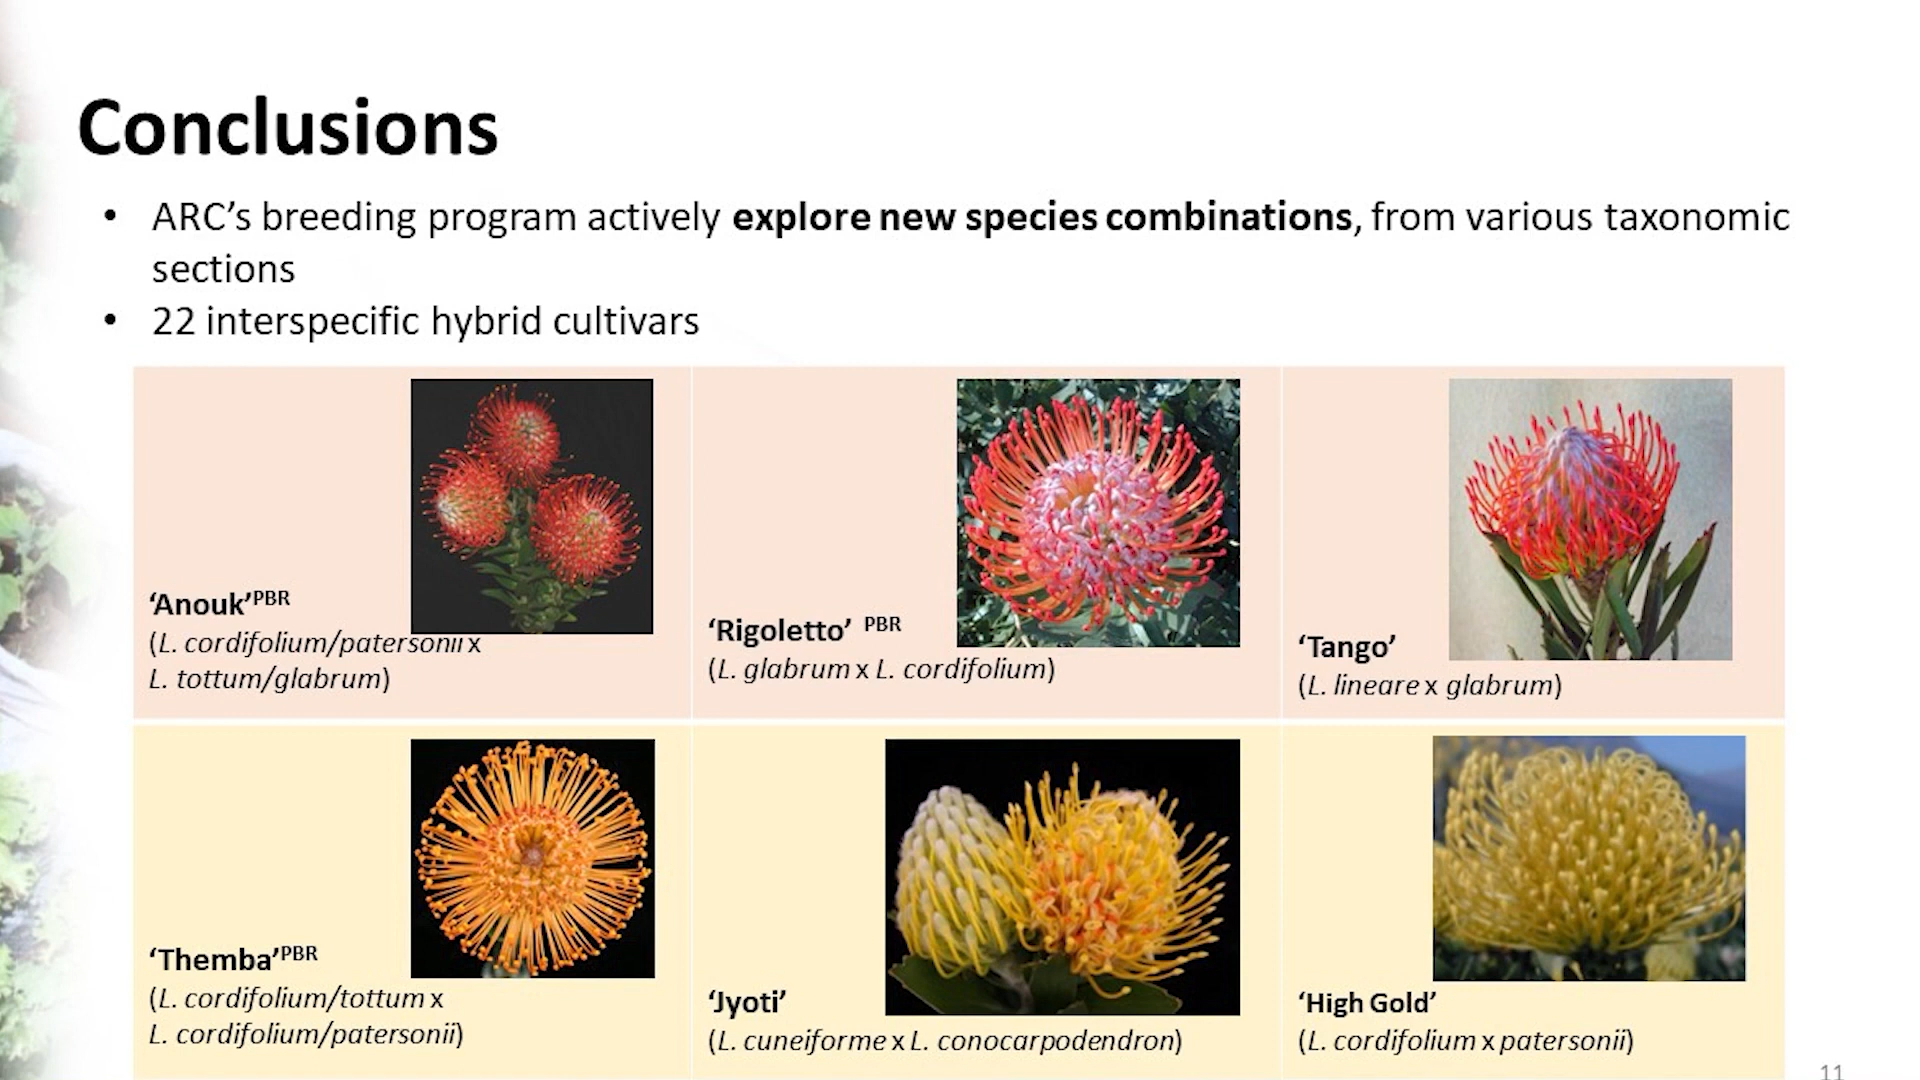 Conclusions
• ARC’s breeding program actively explore new species combinations, from various taxonomic
sections
• 22 interspecific hybrid cultivars
‘Anouk’PBR
(L. cordifolium/patersonii x
L. tottum/glabrum)
‘Rigoletto’ PBR
(L. glabrum x L. cordifolium)
‘Tango’
(L. lineare x glabrum)
‘Themba’PBR
(L. cordifolium/tottum x
L. cordifolium/patersonii)
‘Jyoti’
(L. cuneiforme x L. conocarpodendron)
‘High Gold’
(L. cordifolium x patersonii)
11